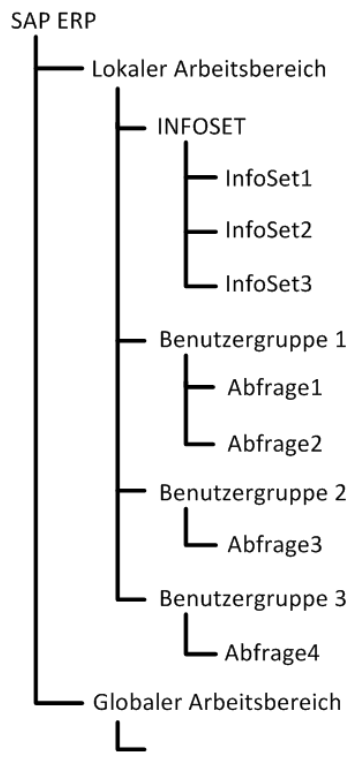 SAP ERP
Lokaler Arbeitsbereich
INFOSET
InfoSet1
InfoSet2
InfoSet3
Benutzergruppe 1
Abfrage1
Abfrage2
Benutzergruppe 2
Abfrage3
Benutzergruppe 3
Abfrage4
Globaler Arbeitsbereich